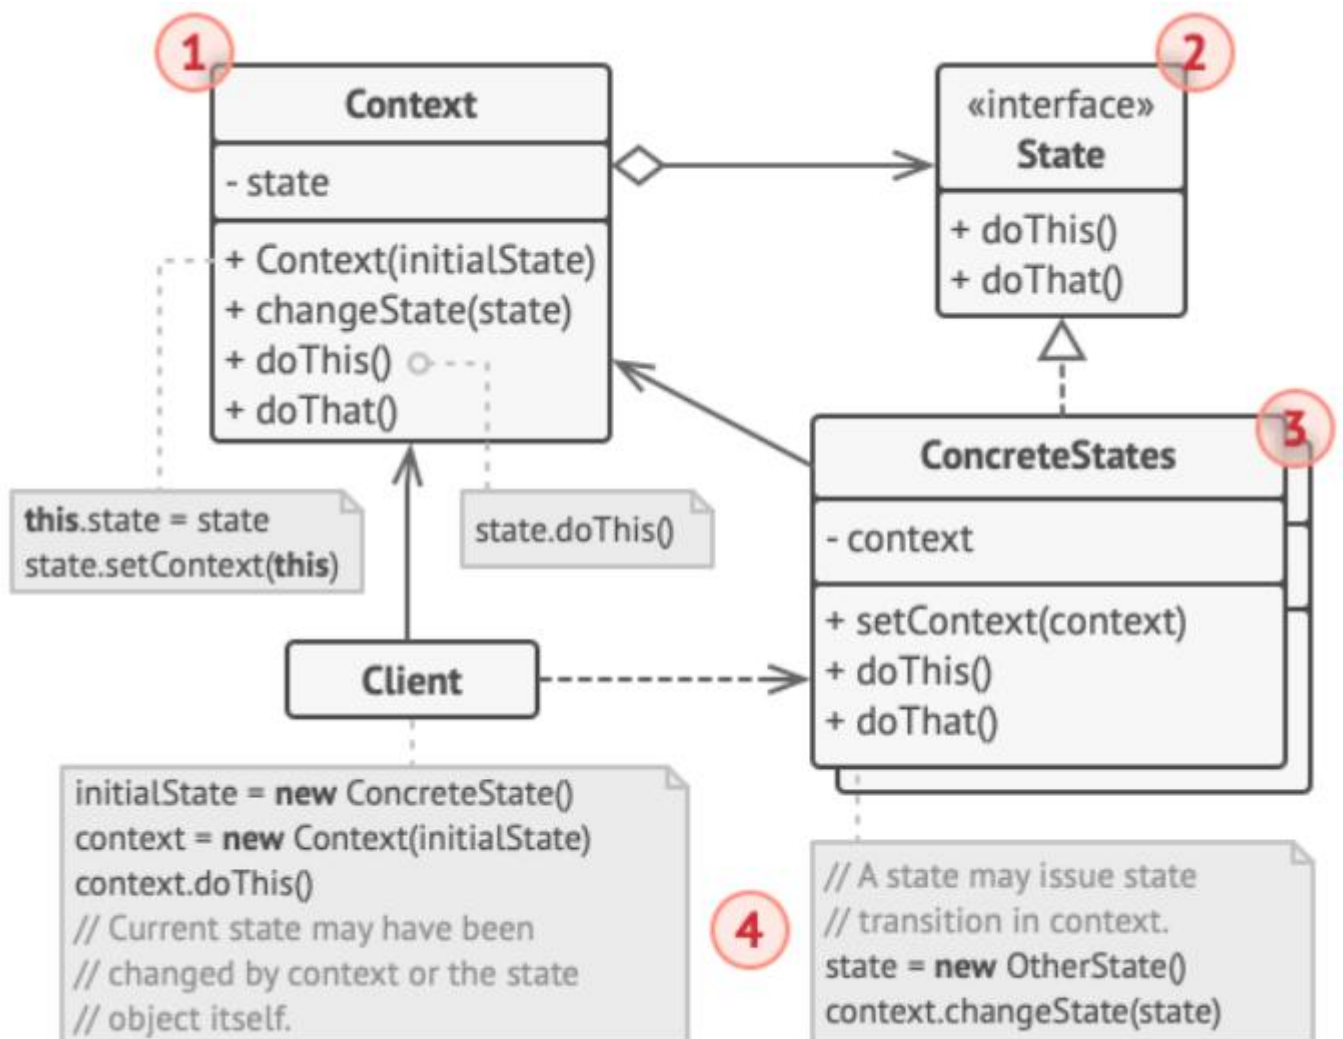 1
Context
- state
+ Context(initialState)
+ changeState(state)
+ doThis()
+ doThat()
2
«interface»
State
+ doThis()
+ doThat()
3
ConcreteStates
- context
+ setContext(context)
+ doThis()
+ doThat()
this.state = state
state.setContext(this)
state.doThis()
Client
initialState = new ConcreteState()
context = new Context(initialState)
context.doThis()
// Current state may have been
// changed by context or the state
// object itself.
4
// A state may issue state
// transition in context.
state = new OtherState()
context.changeState(state)